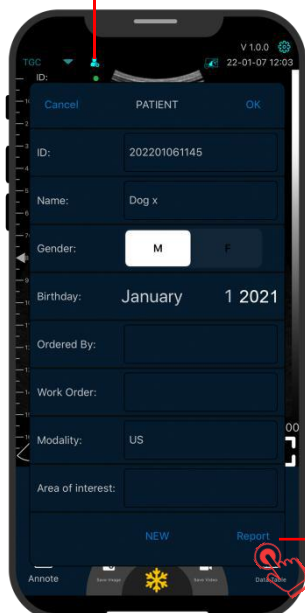 V 1.0.0
TGC 22-01-07 12:03
ID:
Cancel PATIENT OK
ID: 202201061145
Name: Dog x
Gender: M F
Birthday: January 1 2021
Ordered By:
Work Order:
Modality: US
00
Area of interest:
NEW Report
Annote Save Image Save Video Data Table